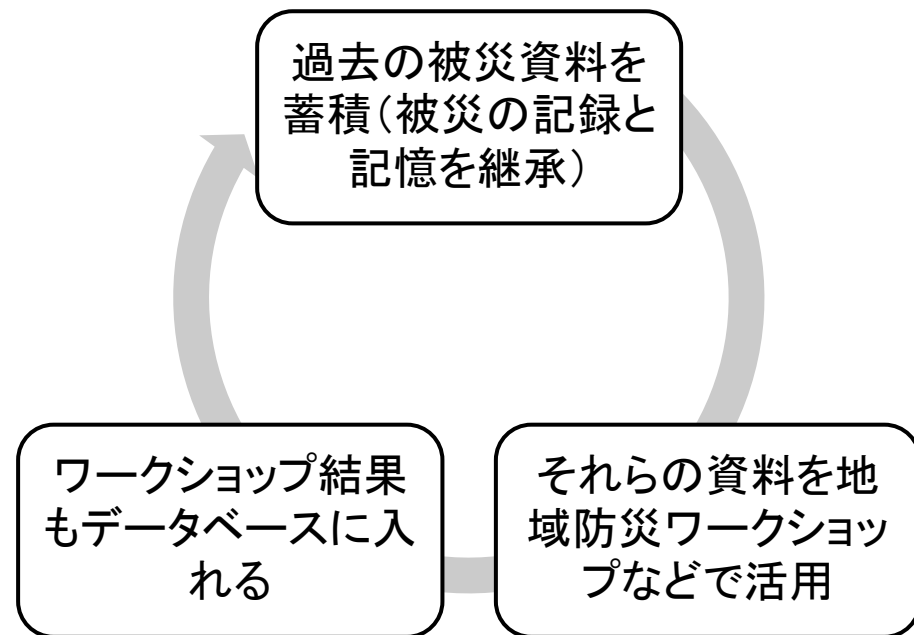 過去の被災資料を
蓄積(被災の記録と
記憶を継承)
それらの資料を地
域防災ワークショッ
プなどで活用
ワークショップ結果
もデータベースに入
れる